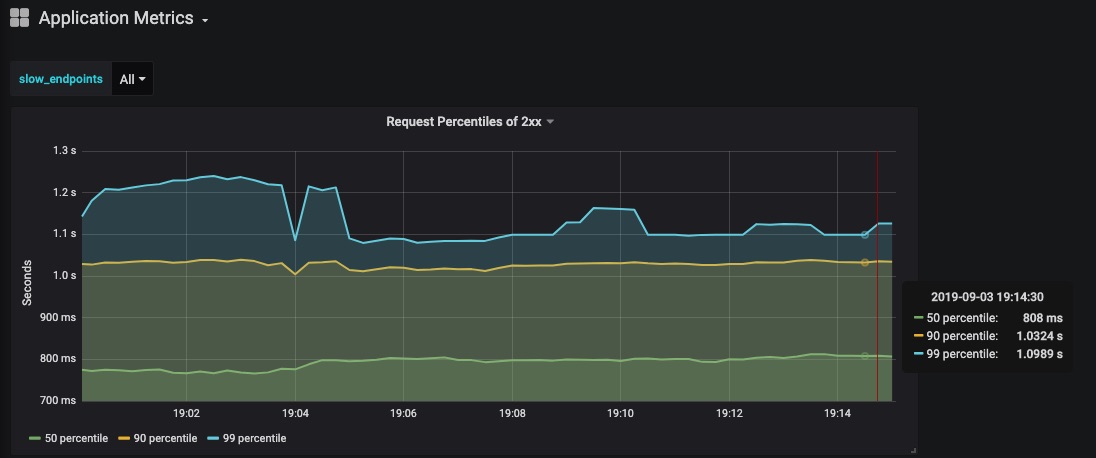 Application Metrics
slow_endpoints All
Request Percentiles of 2xx
1.3 s
1.2 s
1.1 s
1.0 s
900 ms
800 ms
700 ms
Seconds
19:02 19:04 19:06 19:08 19:10 19:12 19:14
50 percentile 90 percentile 99 percentile
2019-09-03 19:14:30
50 percentile: 808 ms
90 percentile: 1.0324 s
99 percentile: 1.0989 s